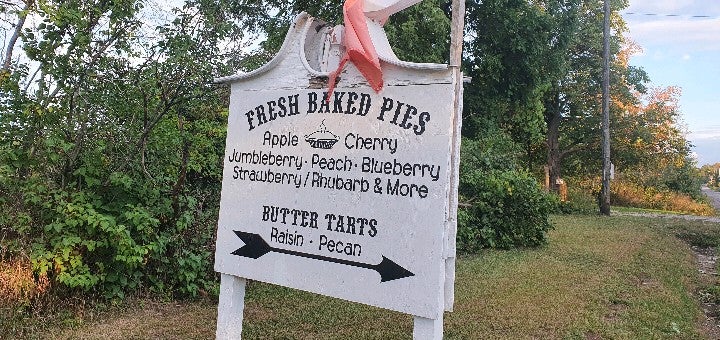 FRESH BAKED PIES
Apple Cherry
Jumbleberry · Peach · Blueberry
Strawberry / Rhubarb & More
BUTTER TARTS
Raisin · Pecan